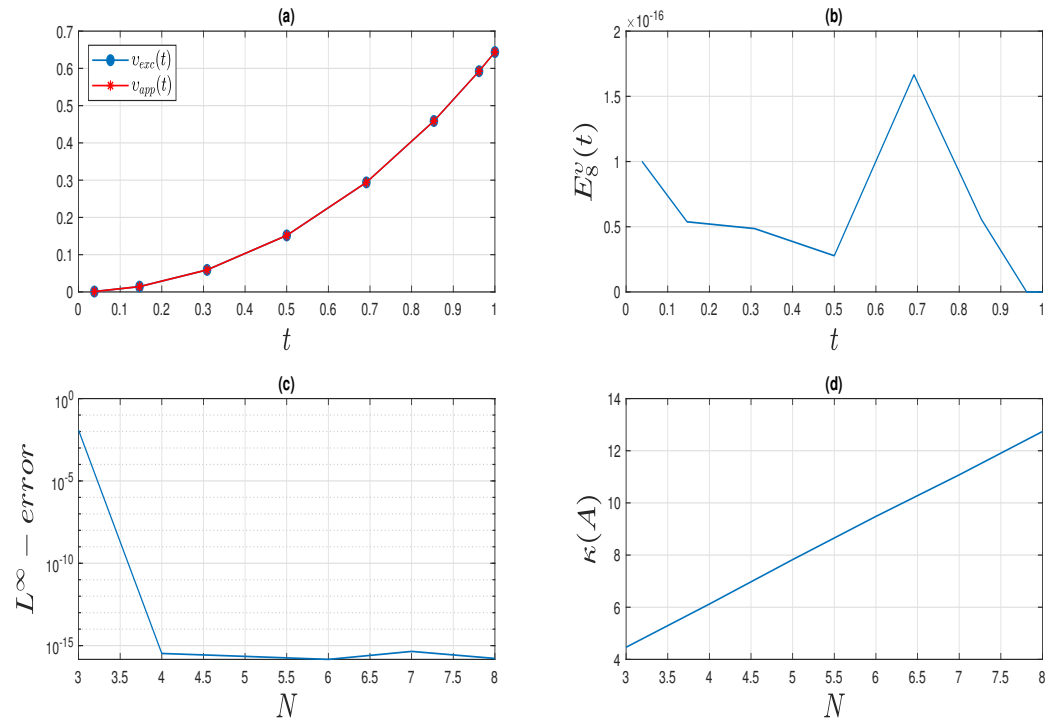 (a)
0.7
0.6
0.5
0.4
0.3
0.2
0.1
0
v_{exc}(t)
v_{app}(t)
0 0.1 0.2 0.3 0.4 0.5 0.6 0.7 0.8 0.9 1
t
(b)
×10^{-16}
2
1.5
1
0.5
0
E_8^v(t)
0 0.1 0.2 0.3 0.4 0.5 0.6 0.7 0.8 0.9 1
t
(c)
10^0
10^{-5}
10^{-10}
10^{-15}
L^∞ − error
3 3.5 4 4.5 5 5.5 6 6.5 7 7.5 8
N
(d)
14
12
10
8
6
4
κ(A)
3 3.5 4 4.5 5 5.5 6 6.5 7 7.5 8
N